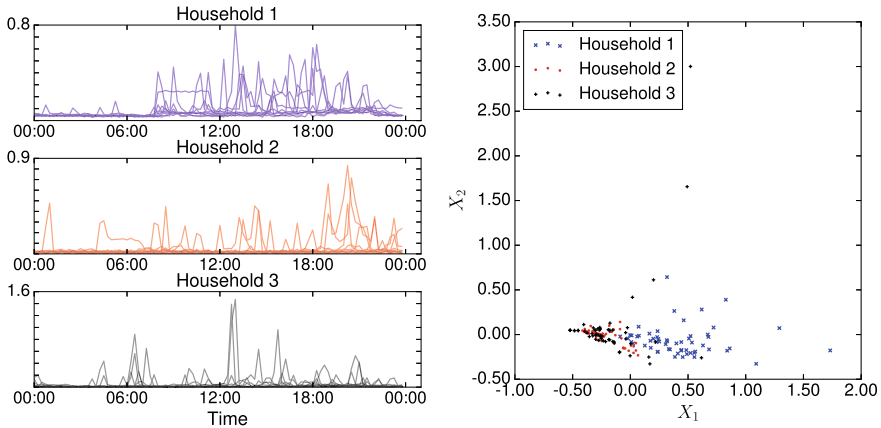 Household 1
0.8
00:00 06:00 12:00 18:00 00:00
Household 2
0.9
00:00 06:00 12:00 18:00 00:00
Household 3
1.6
00:00 06:00 12:00 18:00 00:00
Time
3.50
3.00
2.50
2.00
1.50
1.00
0.50
0.00
-0.50
X2
Household 1
Household 2
Household 3
-1.00 -0.50 0.00 0.50 1.00 1.50 2.00
X1